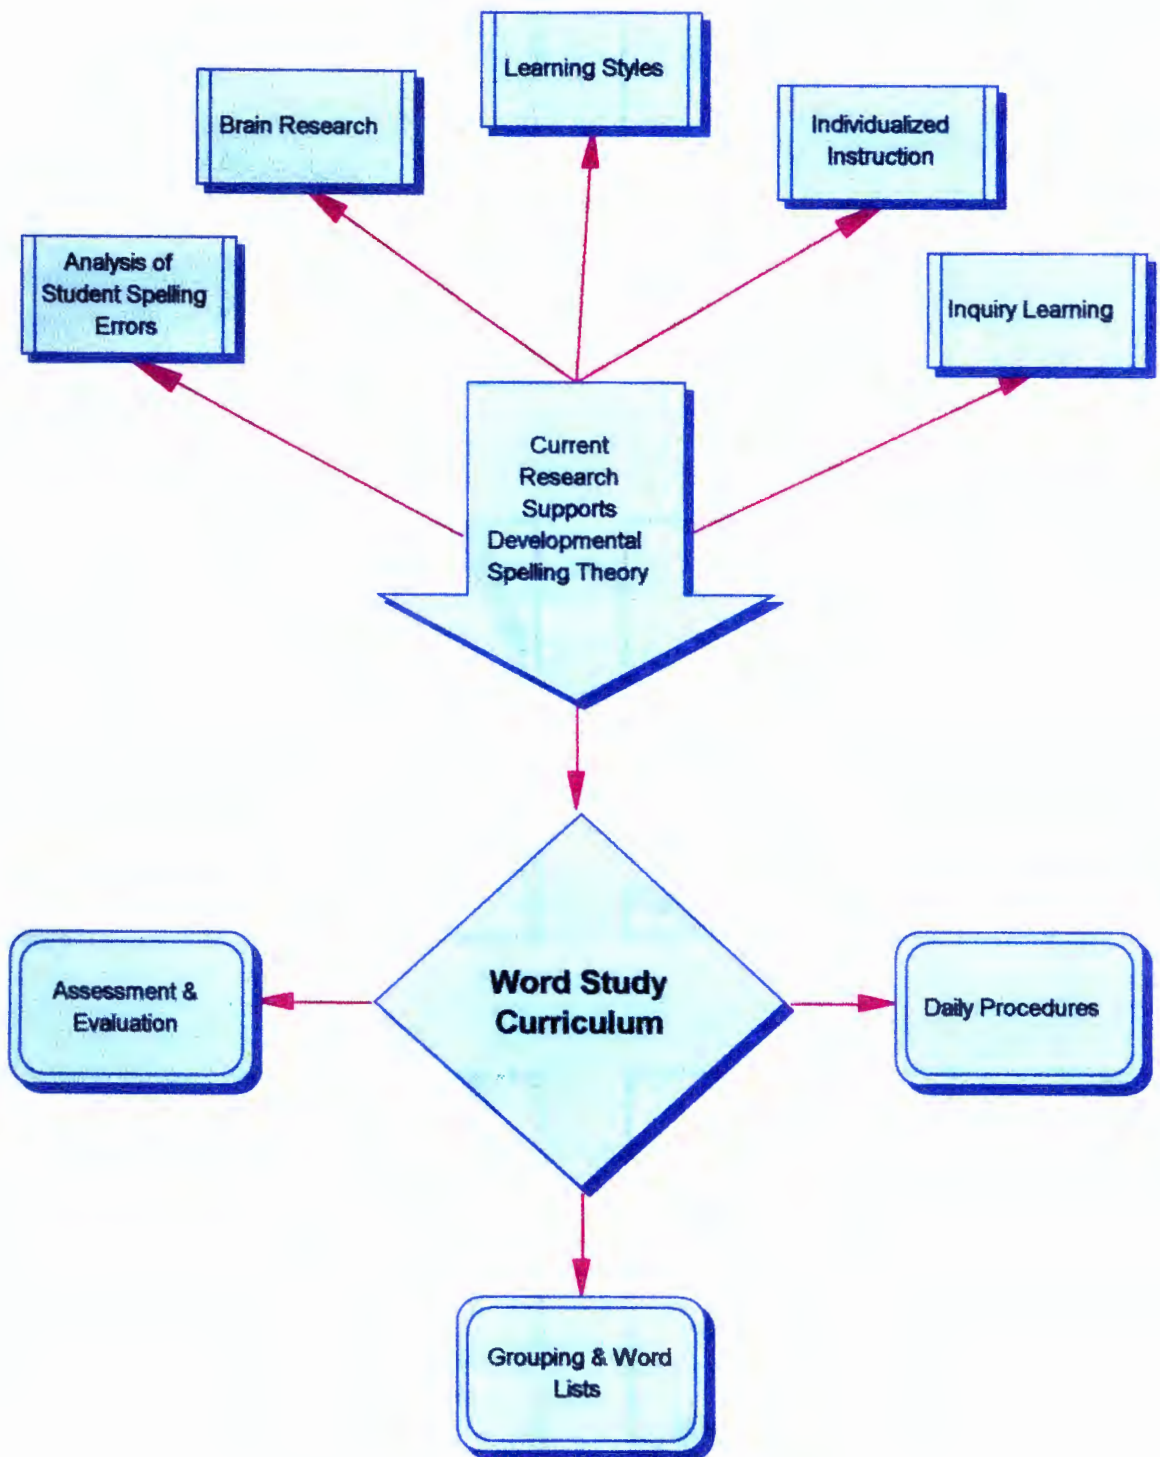 Learning Styles
Brain Research
Individualized
Instruction
Analysis of
Student Spelling
Errors
Inquiry Learning
Current
Research
Supports
Developmental
Spelling Theory
Word Study
Curriculum
Assessment &
Evaluation
Daily Procedures
Grouping & Word
Lists